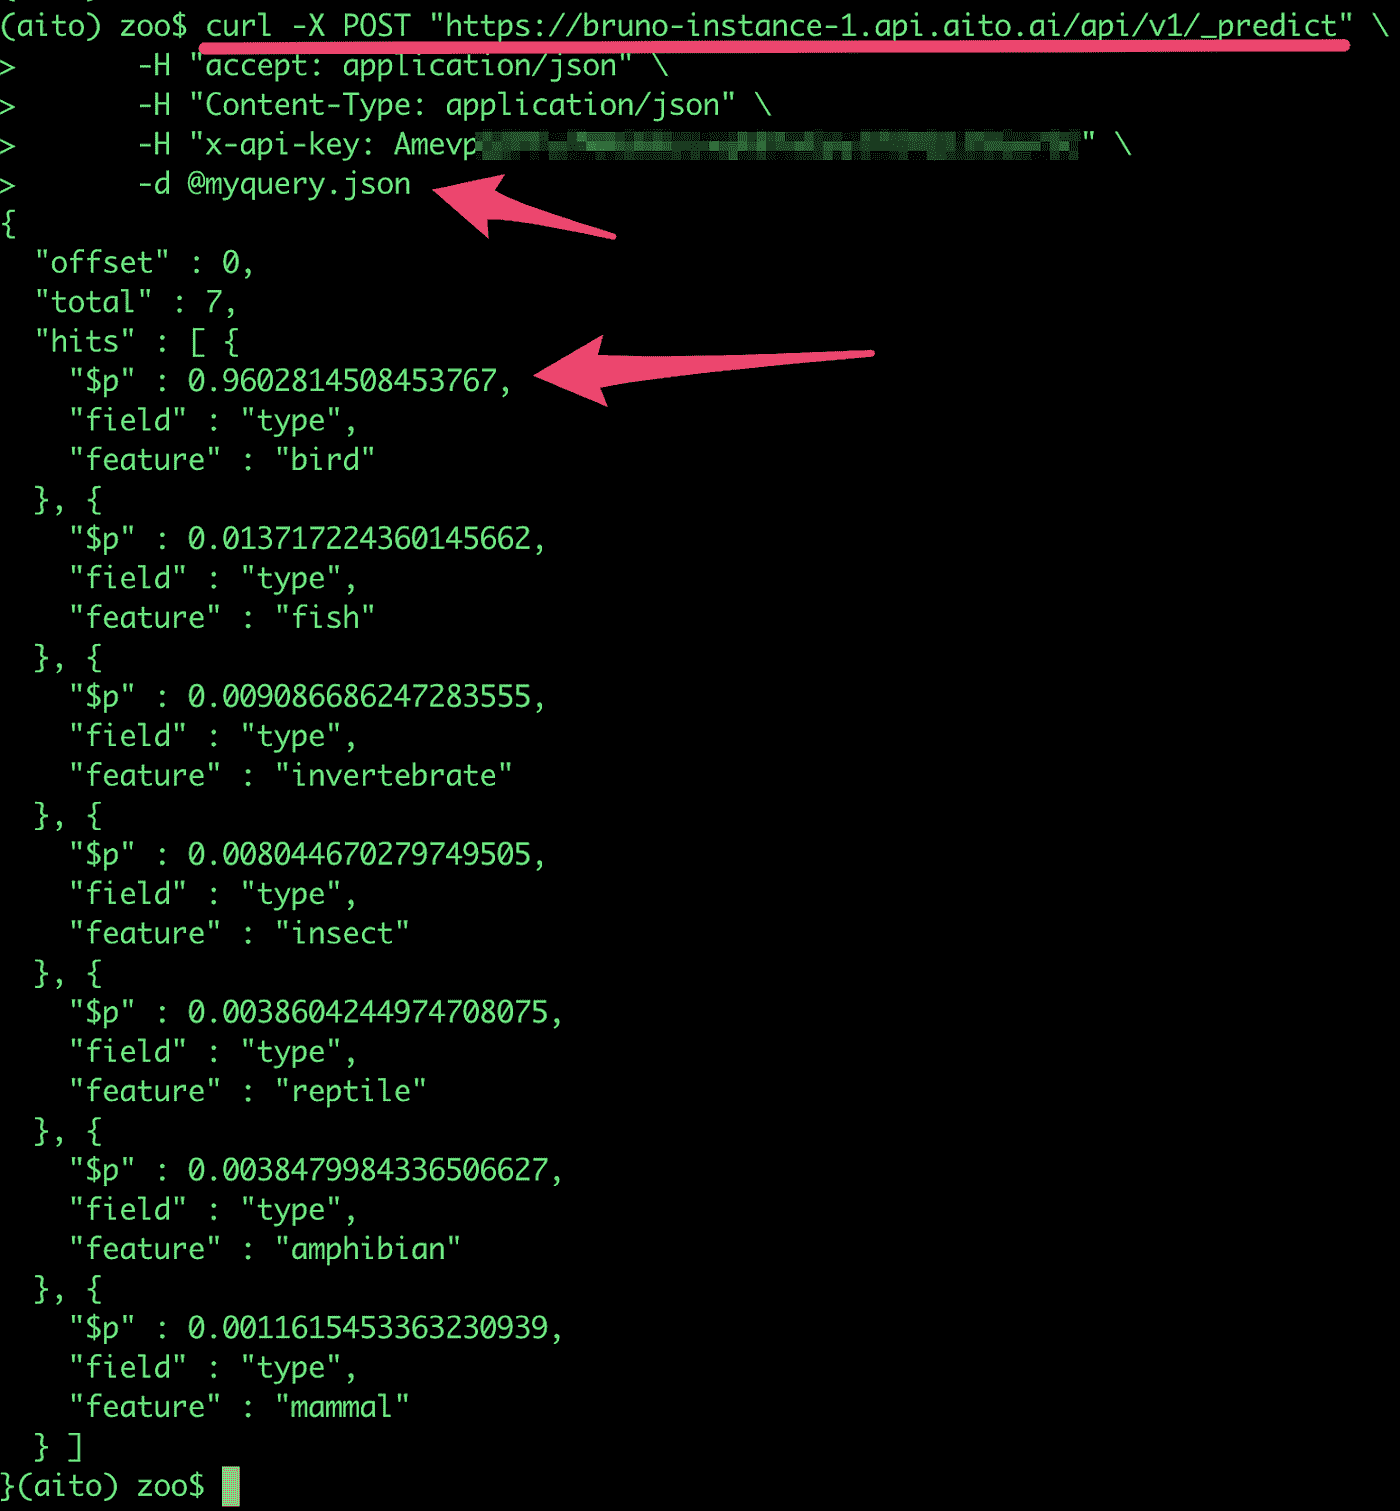 (aito) zoo$ curl -X POST "https://bruno-instance-1.api.aito.ai/api/v1/_predict" \
> -H "accept: application/json" \
> -H "Content-Type: application/json" \
> -H "x-api-key: Amevp" \
> -d @myquery.json
{
"offset" : 0,
"total" : 7,
"hits" : [ {
"$p" : 0.9602814508453767,
"field" : "type",
"feature" : "bird"
}, {
"$p" : 0.013717224360145662,
"field" : "type",
"feature" : "fish"
}, {
"$p" : 0.009086686247283555,
"field" : "type",
"feature" : "invertebrate"
}, {
"$p" : 0.008044670279749505,
"field" : "type",
"feature" : "insect"
}, {
"$p" : 0.0038604244974708075,
"field" : "type",
"feature" : "reptile"
}, {
"$p" : 0.0038479984336506627,
"field" : "type",
"feature" : "amphibian"
}, {
"$p" : 0.0011615453363230939,
"field" : "type",
"feature" : "mammal"
} ]
}(aito) zoo$